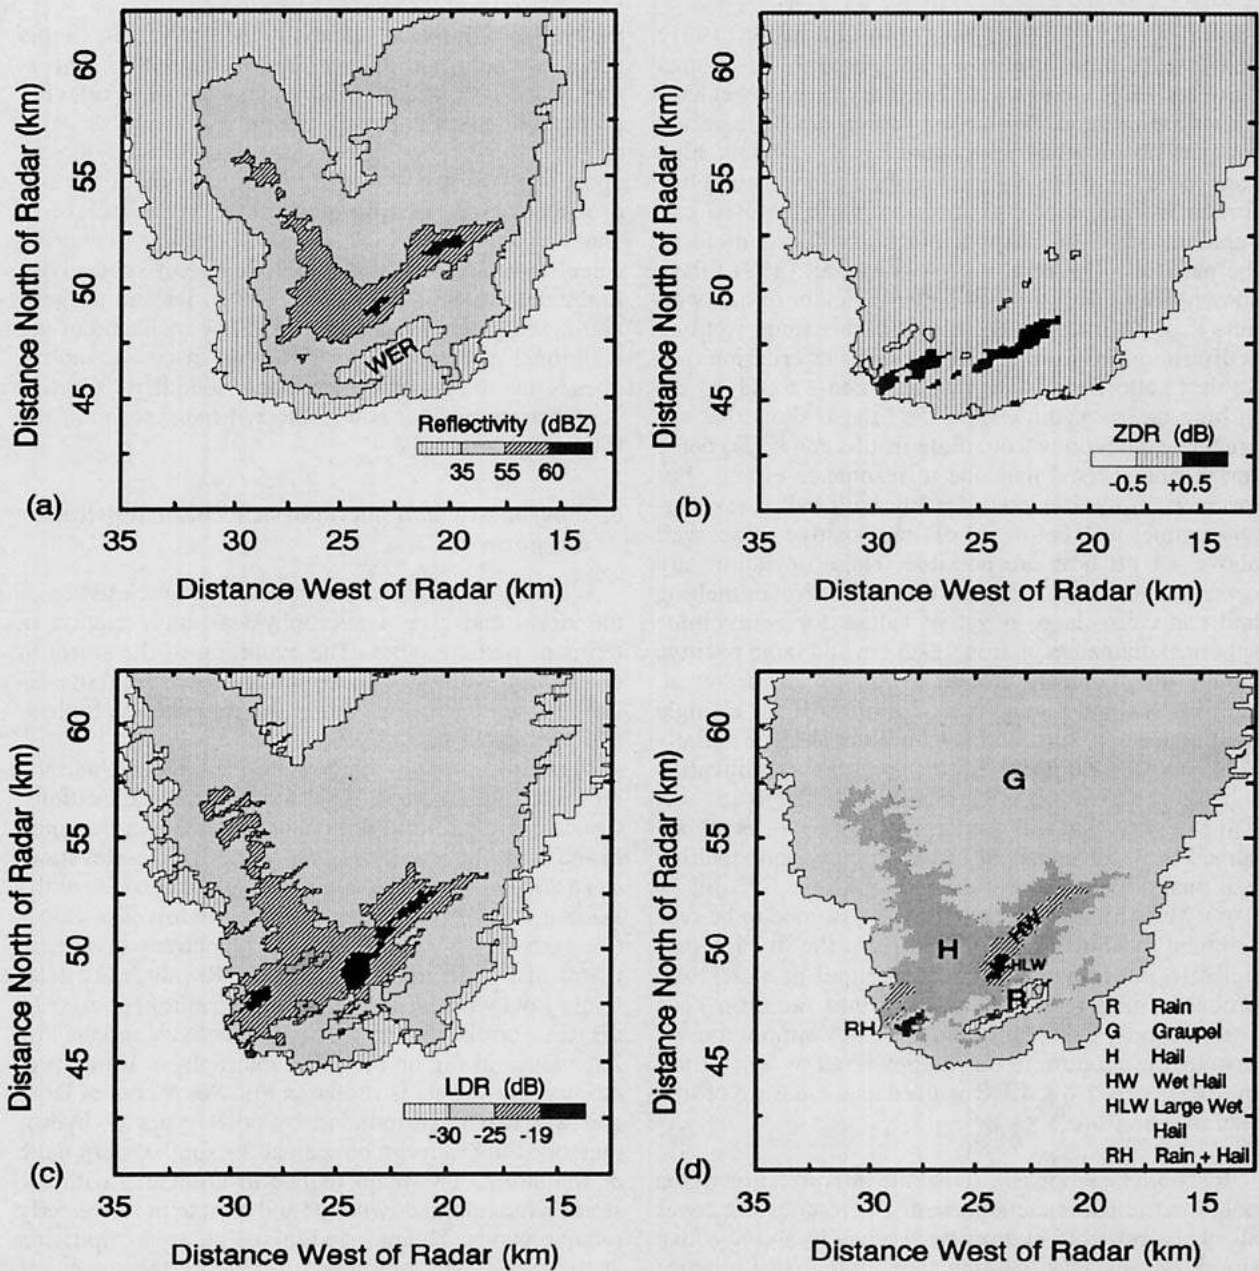 60
55
50
45
Distance North of Radar (km)
WER
Reflectivity (dBZ)
35 55 60
(a)
35 30 25 20 15
Distance West of Radar (km)
60
55
50
45
Distance North of Radar (km)
ZDR (dB)
-0.5 +0.5
(b)
35 30 25 20 15
Distance West of Radar (km)
60
55
50
45
Distance North of Radar (km)
LDR (dB)
-30 -25 -19
(c)
35 30 25 20 15
Distance West of Radar (km)
60
55
50
45
Distance North of Radar (km)
G
H
HW
HLW
R
RH
R Rain
G Graupel
H Hail
HW Wet Hail
HLW Large Wet
Hail
RH Rain + Hail
(d)
35 30 25 20 15
Distance West of Radar (km)